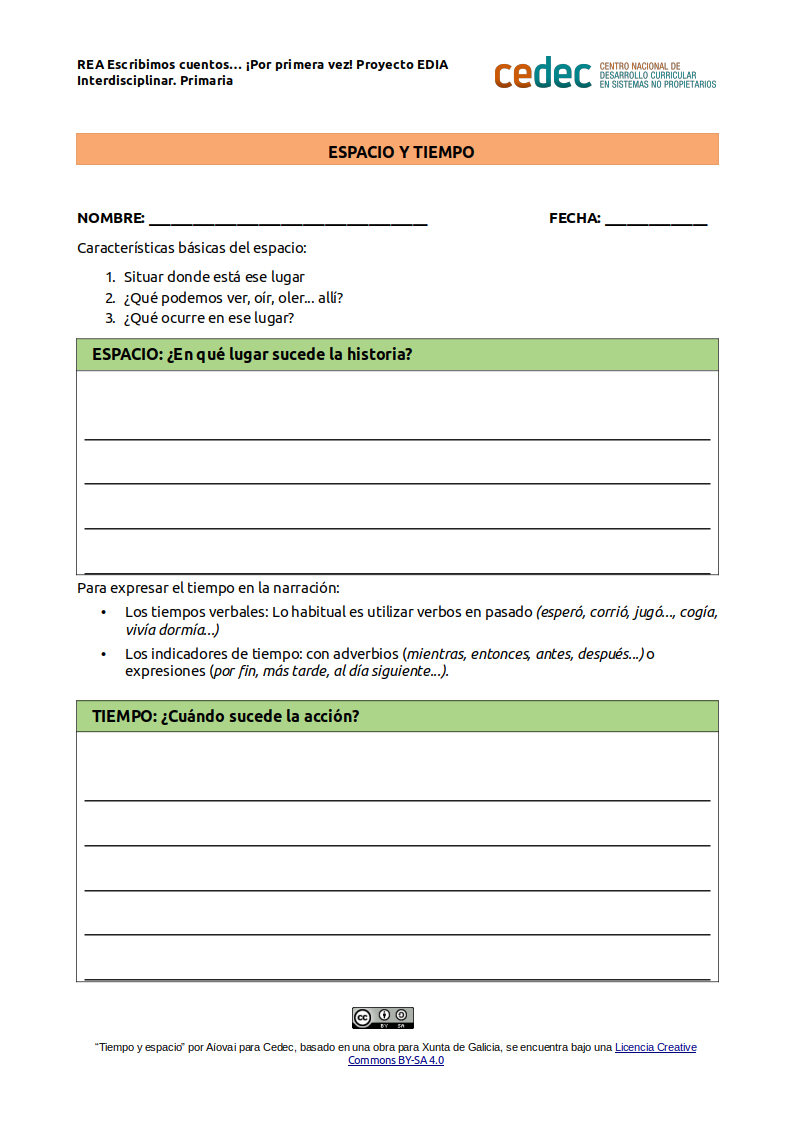 REA Escribimos cuentos... ¡Por primera vez! Proyecto EDIA
Interdisciplinar. Primaria
cedec CENTRO NACIONAL DE
DESARROLLO CURRICULAR
EN SISTEMAS NO PROPIETARIOS
ESPACIO Y TIEMPO
NOMBRE: ______________________________________ FECHA: ______________
Características básicas del espacio:
1. Situar donde está ese lugar
2. ¿Qué podemos ver, oír, oler... allí?
3. ¿Qué ocurre en ese lugar?
ESPACIO: ¿En qué lugar sucede la historia?
Para expresar el tiempo en la narración:
• Los tiempos verbales: Lo habitual es utilizar verbos en pasado (esperó, corrió, jugó..., cogía,
vivía dormía...)
• Los indicadores de tiempo: con adverbios (mientras, entonces, antes, después...) o
expresiones (por fin, más tarde, al día siguiente...).
TIEMPO: ¿Cuándo sucede la acción?
cc BY SA
“Tiempo y espacio” por Aíovai para Cedec, basado en una obra para Xunta de Galicia, se encuentra bajo una Licencia Creative
Commons BY-SA 4.0